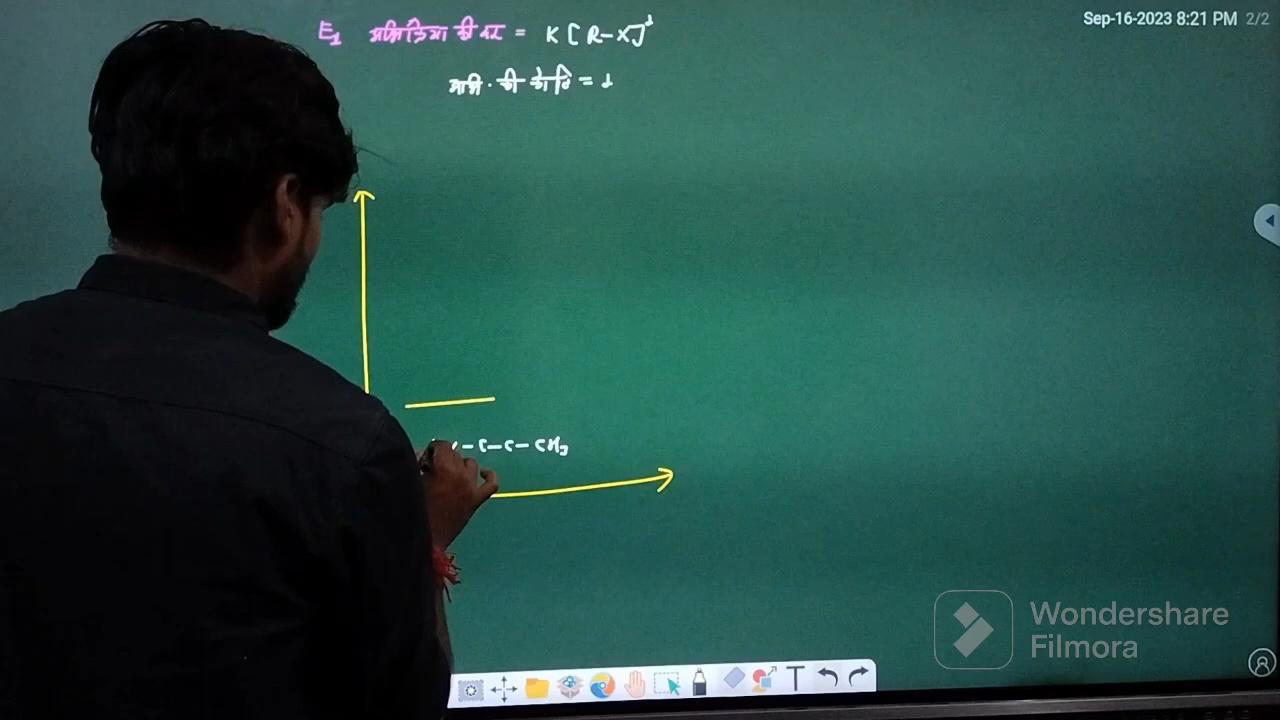 Sep-16-2023 8:21 PM 2/2
E1 अभिक्रिया की दर = K [R-X]¹
अभि. की कोटि = 1
-C-C-CH3
Wondershare
Filmora